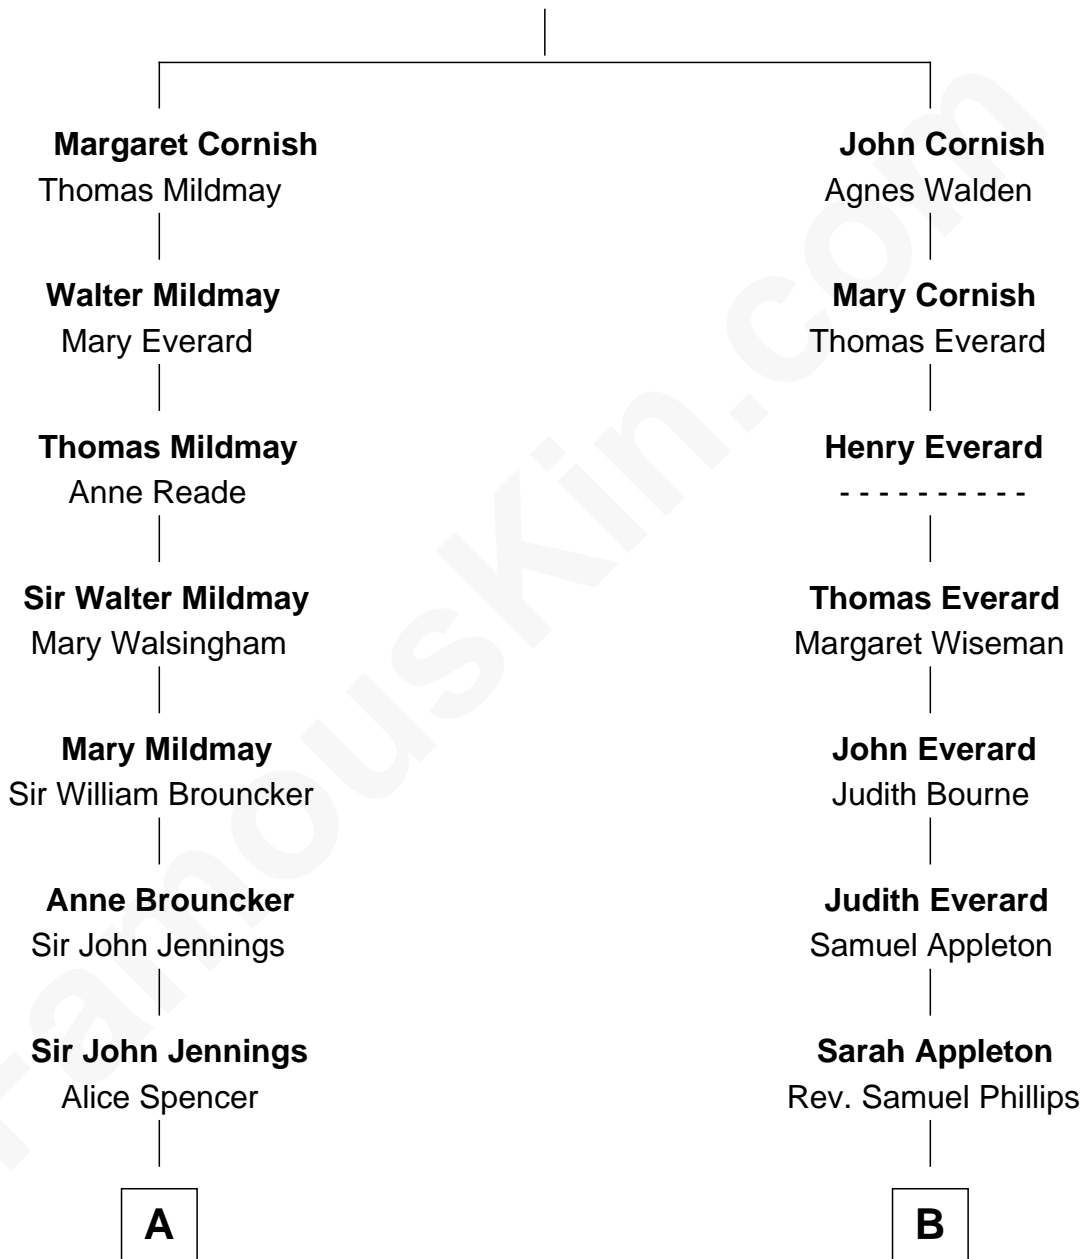 Margaret Cornish
Thomas Mildmay
Walter Mildmay
Mary Everard
Thomas Mildmay
Anne Reade
Sir Walter Mildmay
Mary Walsingham
Mary Mildmay
Sir William Brouncker
Anne Brouncker
Sir John Jennings
Sir John Jennings
Alice Spencer
A
John Cornish
Agnes Walden
Mary Cornish
Thomas Everard
Henry Everard
- - - - - - - - - -
Thomas Everard
Margaret Wiseman
John Everard
Judith Bourne
Judith Everard
Samuel Appleton
Sarah Appleton
Rev. Samuel Phillips
B
FamousKin.com